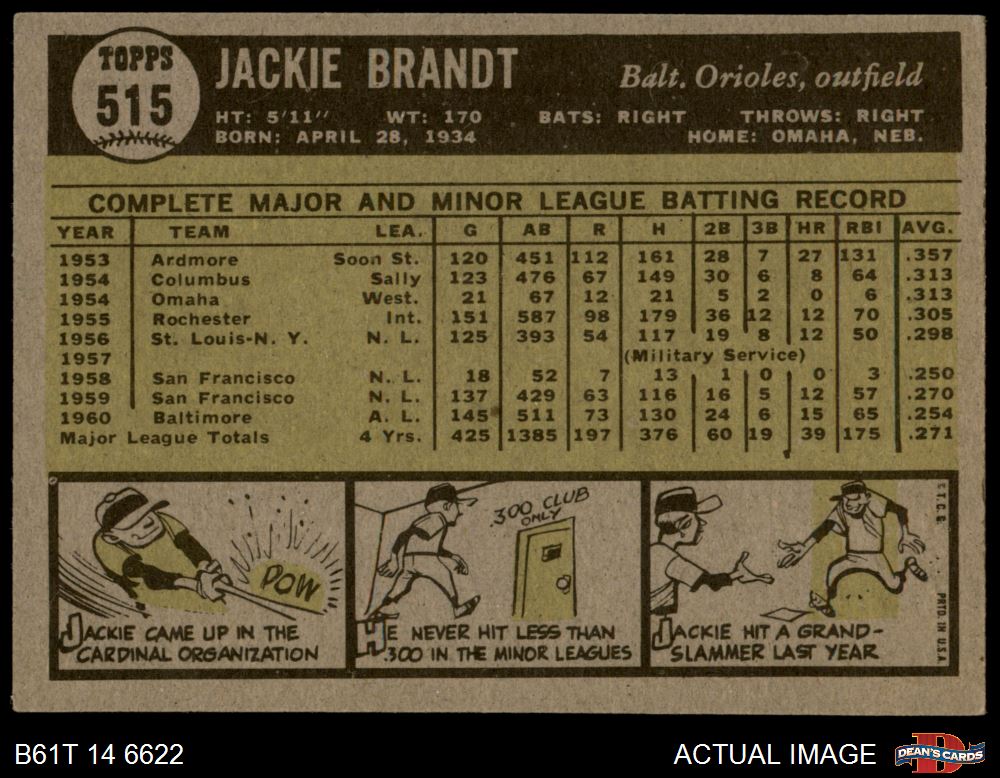 TOPPS
515
JACKIE BRANDT
Balt. Orioles, outfield
HT: 5'11" WT: 170 BATS: RIGHT THROWS: RIGHT
BORN: APRIL 28, 1934 HOME: OMAHA, NEB.
COMPLETE MAJOR AND MINOR LEAGUE BATTING RECORD
YEAR TEAM LEA. G AB R H 2B 3B HR RBI AVG.
1953 Ardmore Soon St. 120 451 112 161 28 7 27 131 .357
1954 Columbus Sally 123 476 67 149 30 6 8 64 .313
1954 Omaha West. 21 67 12 21 5 2 0 6 .313
1955 Rochester Int. 151 587 98 179 36 12 12 70 .305
1956 St. Louis-N. Y. N. L. 125 393 54 117 19 8 12 50 .298
1957 (Military Service)
1958 San Francisco N. L. 18 52 7 13 1 0 0 3 .250
1959 San Francisco N. L. 137 429 63 116 16 5 12 57 .270
1960 Baltimore A. L. 145 511 73 130 24 6 15 65 .254
Major League Totals 4 Yrs. 425 1385 197 376 60 19 39 175 .271
POW
JACKIE CAME UP IN THE
CARDINAL ORGANIZATION
.300 CLUB
ONLY
HE NEVER HIT LESS THAN
.300 IN THE MINOR LEAGUES
JACKIE HIT A GRAND-
SLAMMER LAST YEAR
© T. C. G.
PRTD. IN U.S.A.
B61T 14 6622
ACTUAL IMAGE
DEAN'S CARDS